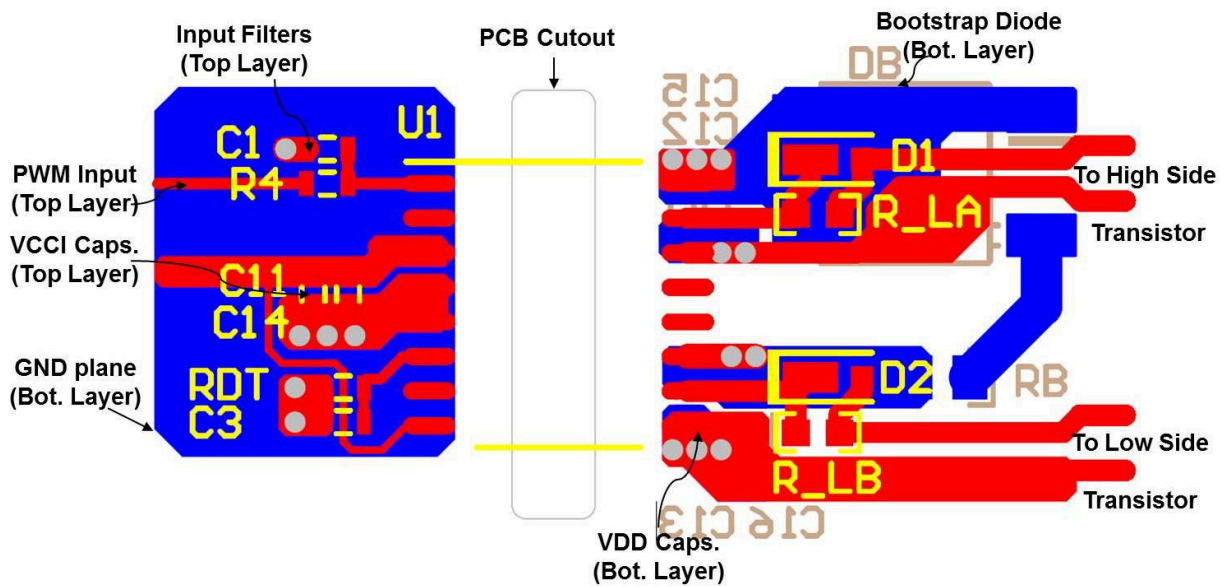 Input Filters
(Top Layer)
PCB Cutout
Bootstrap Diode
(Bot. Layer)
DB
C15
C12
U1
C1
R4
D1
R_LA
PWM Input
(Top Layer)
To High Side
Transistor
VCCI Caps.
(Top Layer)
C11
C14
GND plane
(Bot. Layer)
RDT
C3
D2
RB
To Low Side
Transistor
R_LB
C13
C16
VDD Caps.
(Bot. Layer)